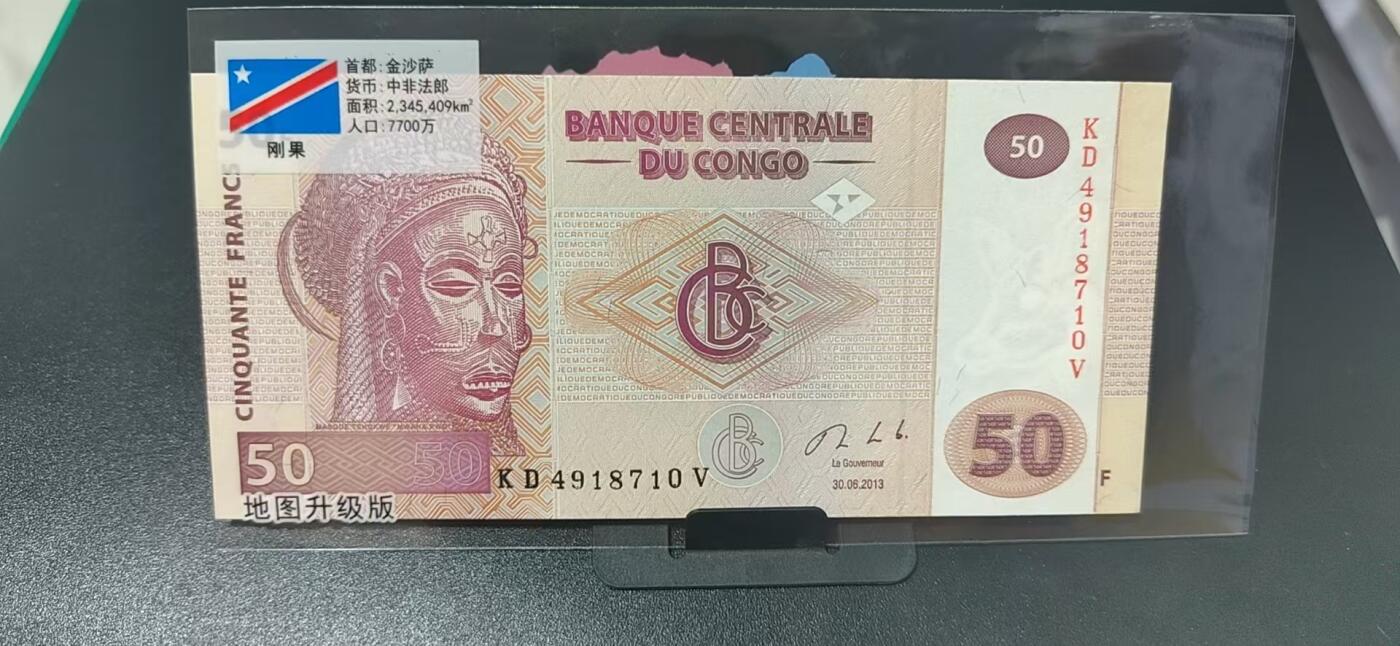 首都:金沙萨
货币:中非法郎
面积:2,345,409km²
人口:7700万
刚果
CINQUANTE FRANCS
BANQUE CENTRALE
DU CONGO
50
KD4918710V
50
50
地图升级版
KD4918710V
Le Gouverneur
30.06.2013
50
F